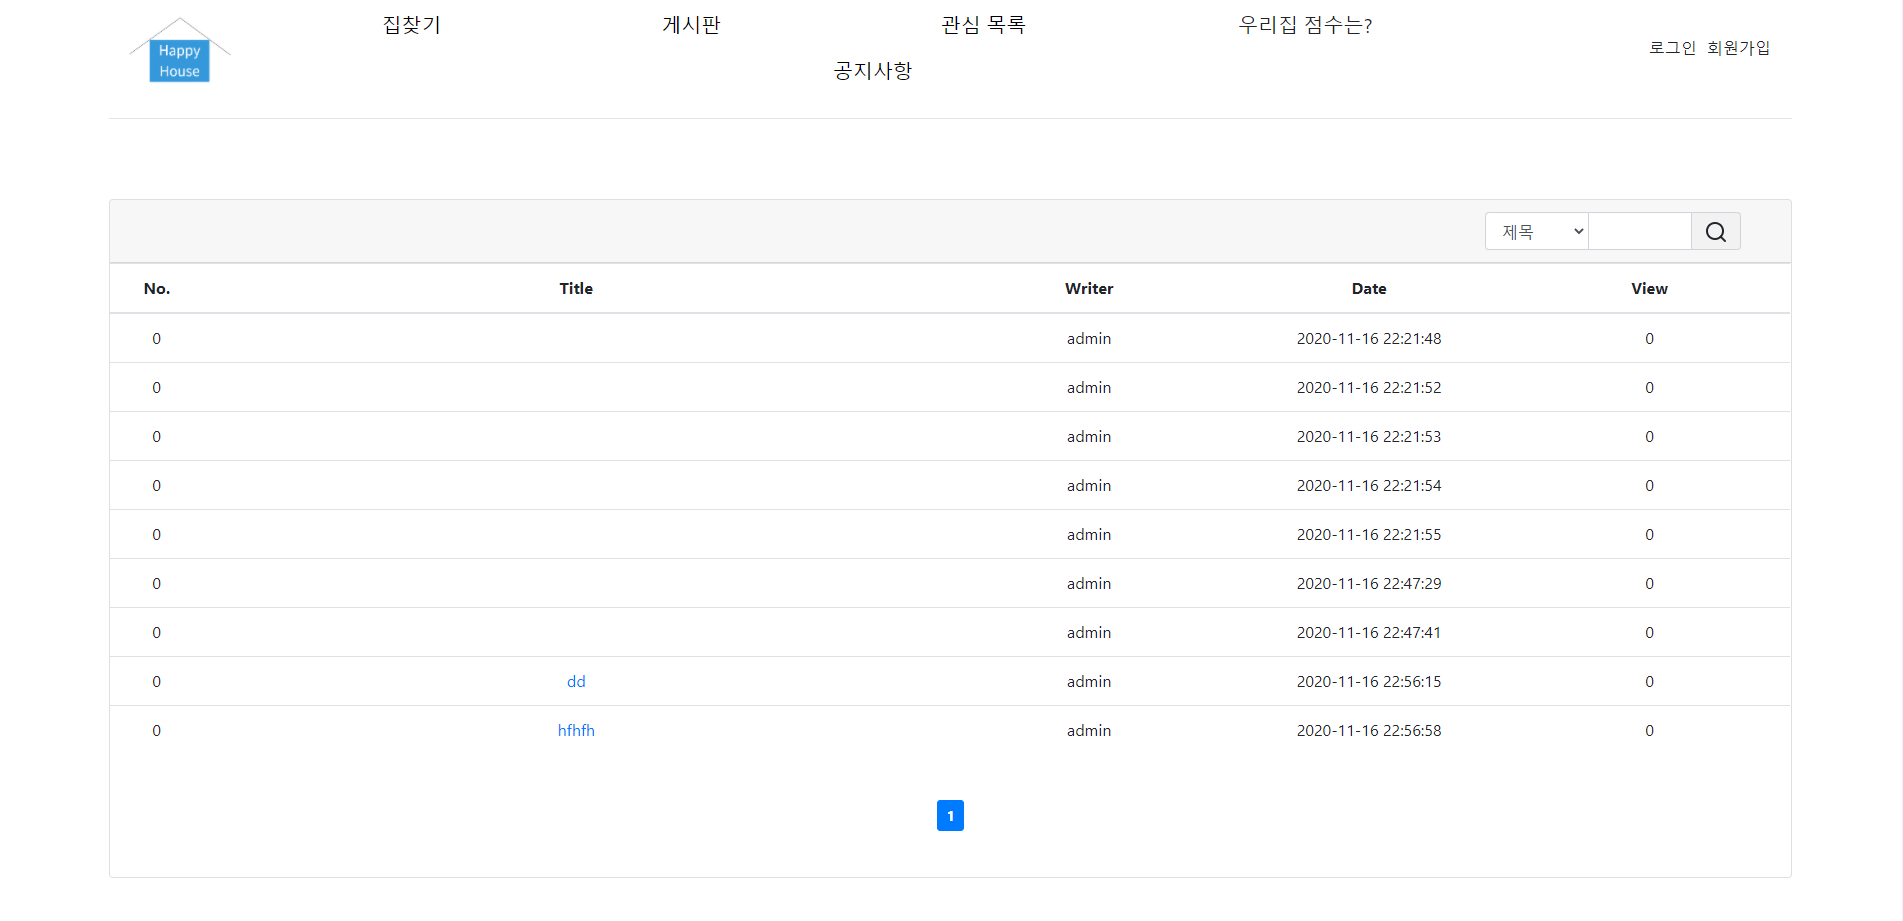 집찾기 게시판 관심 목록 우리집 점수는?
Happy
House
로그인 회원가입
공지사항
제목
No. Title Writer Date View
0 admin 2020-11-16 22:21:48 0
0 admin 2020-11-16 22:21:52 0
0 admin 2020-11-16 22:21:53 0
0 admin 2020-11-16 22:21:54 0
0 admin 2020-11-16 22:21:55 0
0 admin 2020-11-16 22:47:29 0
0 admin 2020-11-16 22:47:41 0
0 dd admin 2020-11-16 22:56:15 0
0 hfhfh admin 2020-11-16 22:56:58 0
1